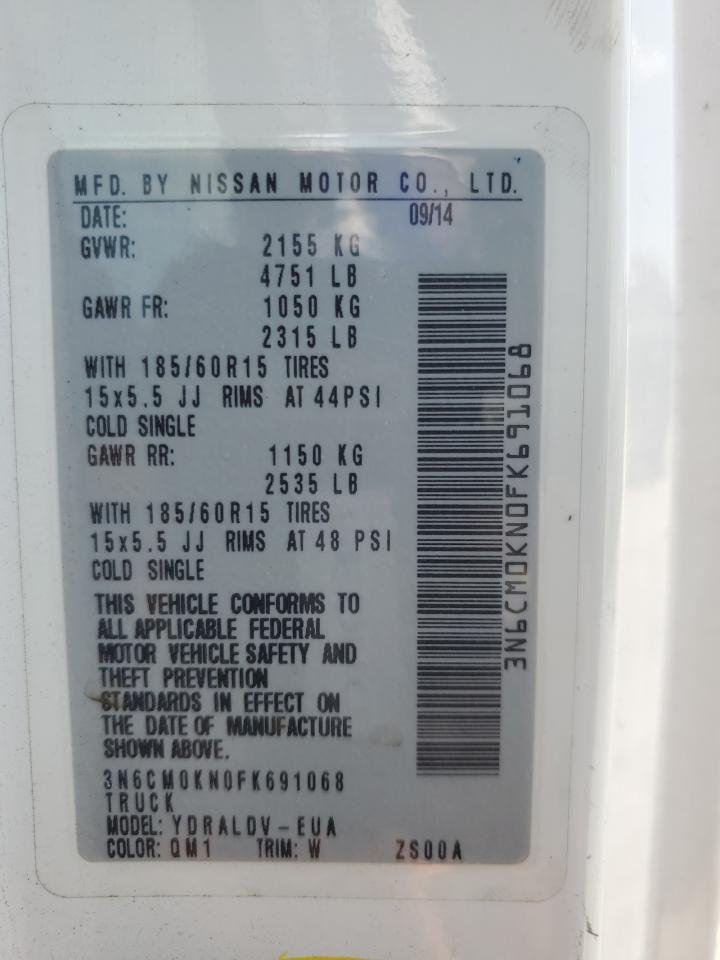 MFD. BY NISSAN MOTOR CO., LTD.
DATE: 09/14
GVWR: 2155 KG
4751 LB
GAWR FR: 1050 KG
2315 LB
WITH 185/60R15 TIRES
15x5.5 JJ RIMS AT 44PSI
COLD SINGLE
GAWR RR: 1150 KG
2535 LB
WITH 185/60R15 TIRES
15x5.5 JJ RIMS AT 48 PSI
COLD SINGLE
THIS VEHICLE CONFORMS TO
ALL APPLICABLE FEDERAL
MOTOR VEHICLE SAFETY AND
THEFT PREVENTION
STANDARDS IN EFFECT ON
THE DATE OF MANUFACTURE
SHOWN ABOVE.
3N6CM0KN0FK691068
TRUCK
MODEL: YDRALDV-EUA
COLOR: QM1 TRIM: W ZS00A
3N6CM0KN0FK691068